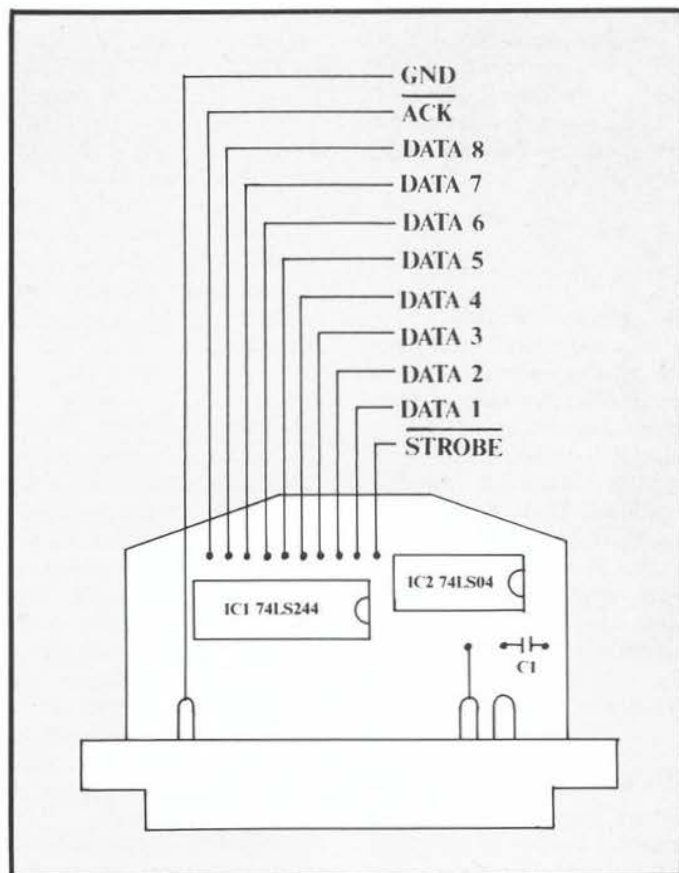 GND
ACK
DATA 8
DATA 7
DATA 6
DATA 5
DATA 4
DATA 3
DATA 2
DATA 1
STROBE
IC1 74LS244
IC2 74LS04
C1